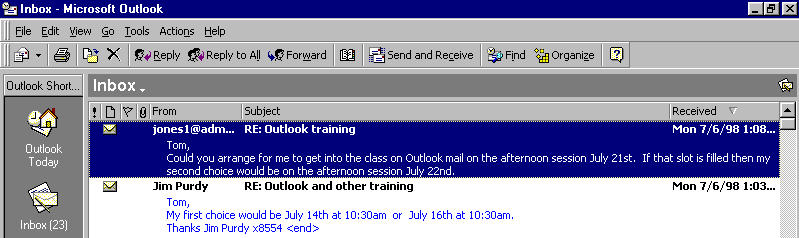 Inbox - Microsoft Outlook
File Edit View Go Tools Actions Help
Reply Reply to All Forward Send and Receive Find Organize
Outlook Short... Inbox
! From Subject Received
jones1@adm... RE: Outlook training Mon 7/6/98 1:08...
Tom,
Could you arrange for me to get into the class on Outlook mail on the afternoon session July 21st.  If that slot is filled then my
second choice would be on the afternoon session July 22nd.
Outlook
Today
Jim Purdy RE: Outlook and other training Mon 7/6/98 1:03...
Tom,
My first choice would be July 14th at 10:30am  or  July 16th at 10:30am.
Thanks Jim Purdy x8554 <end>
Inbox (23)